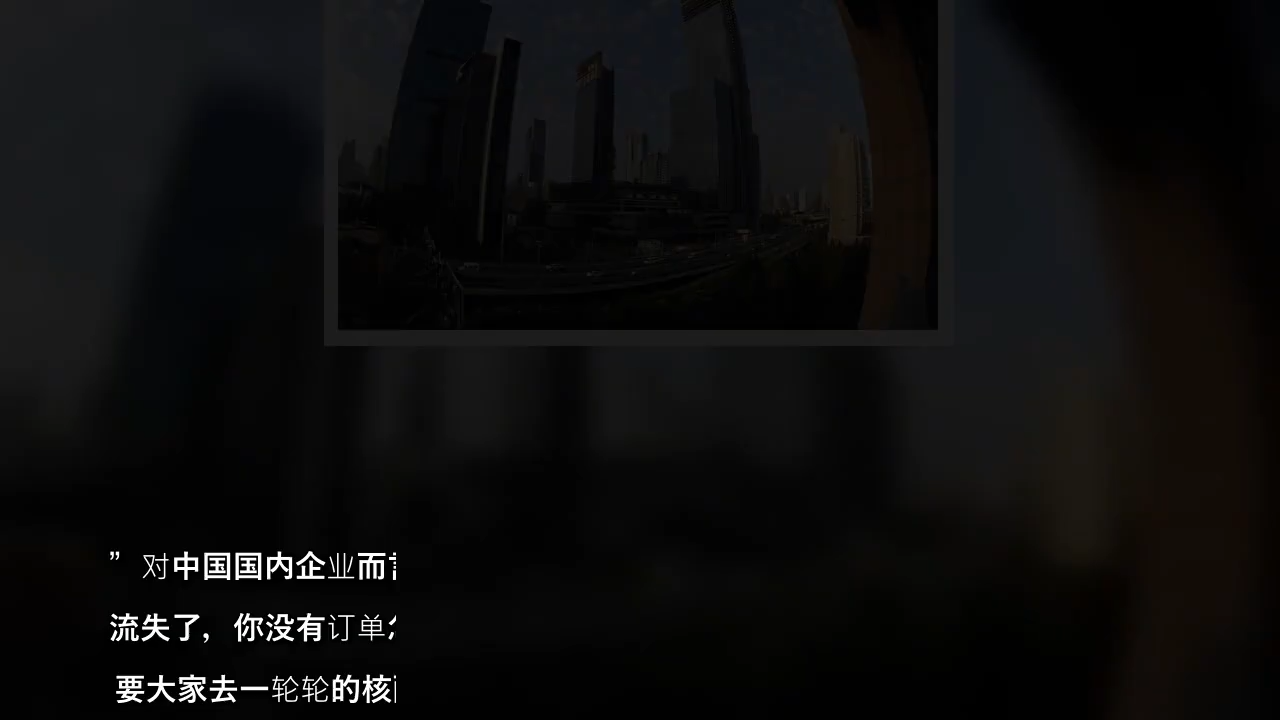 ” 对中国国内企业而
流失了，你没有订单
要大家去一轮轮的核